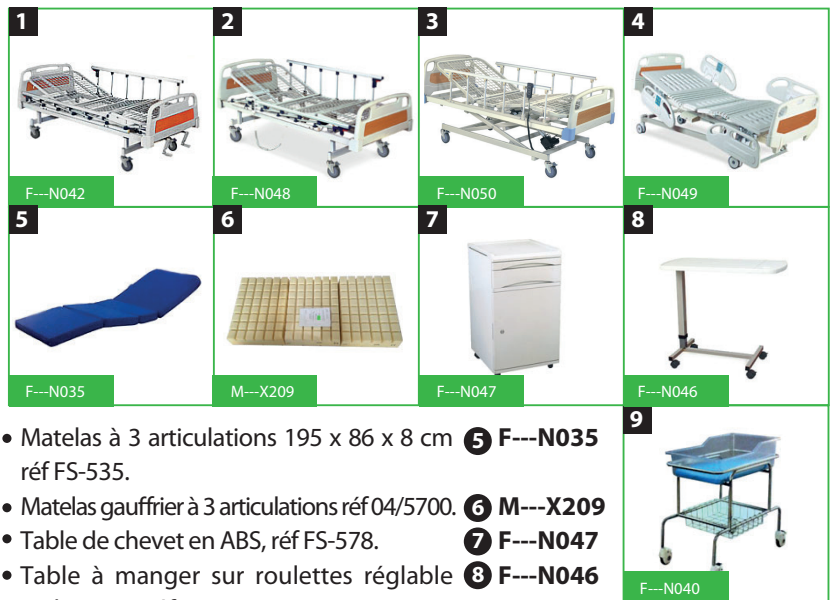 1
2
3
4
F---N042
F---N048
F---N050
F---N049
5
6
7
8
F---N035
M---X209
F---N047
F---N046
9
F---N040
• Matelas à 3 articulations 195 x 86 x 8 cm 5 F---N035
réf FS-535.
• Matelas gauffrier à 3 articulations réf 04/5700. 6 M---X209
• Table de chevet en ABS, réf FS-578. 7 F---N047
• Table à manger sur roulettes réglable 8 F---N046